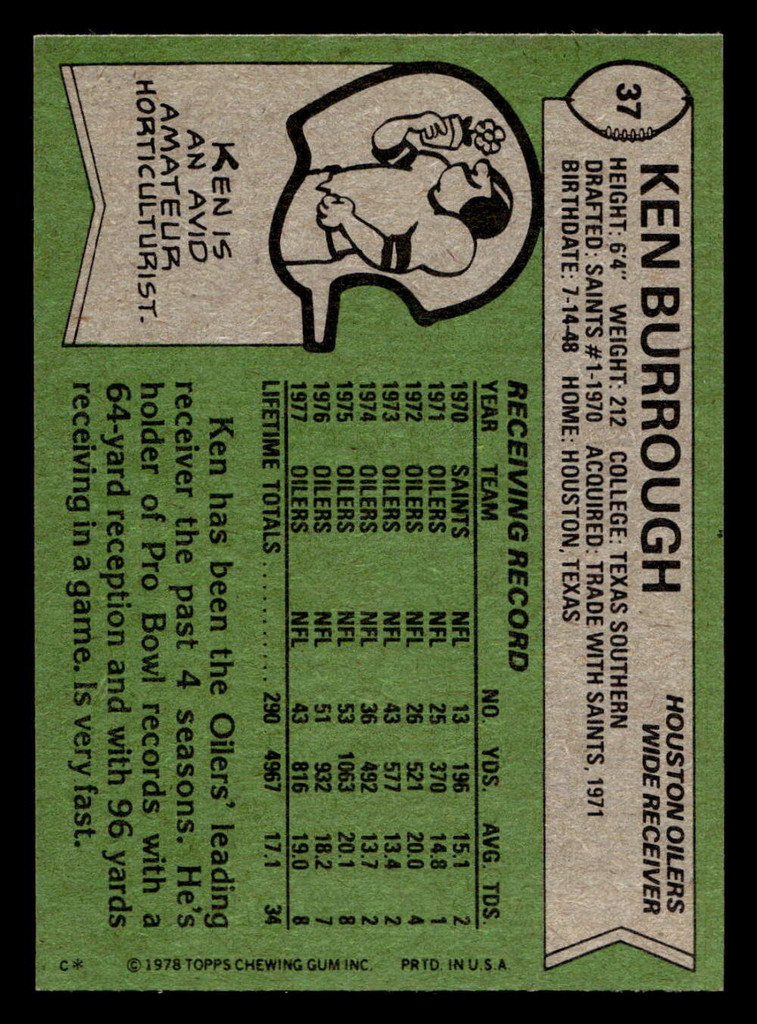 37
KEN BURROUGH
HOUSTON OILERS
WIDE RECEIVER
HEIGHT: 6'4" WEIGHT: 212 COLLEGE: TEXAS SOUTHERN
DRAFTED: SAINTS #1-1970 ACQUIRED: TRADE WITH SAINTS, 1971
BIRTHDATE: 7-14-48 HOME: HOUSTON, TEXAS
KEN IS
AN AVID
AMATEUR
HORTICULTURIST.
RECEIVING RECORD
YEAR TEAM NO. YDS. AVG. TDS.
1970 SAINTS NFL 13 196 15.1 2
1971 OILERS NFL 25 370 14.8 1
1972 OILERS NFL 26 521 20.0 4
1973 OILERS NFL 43 577 13.4 2
1974 OILERS NFL 36 492 13.7 2
1975 OILERS NFL 53 1063 20.1 8
1976 OILERS NFL 51 932 18.2 7
1977 OILERS NFL 43 816 19.0 8
LIFETIME TOTALS .......... 290 4967 17.1 34
Ken has been the Oilers' leading
receiver the past 4 seasons. He's
holder of Pro Bowl records with a
64-yard reception and with 96 yards
receiving in a game. Is very fast.
C* © 1978 TOPPS CHEWING GUM INC. PRTD. IN U.S.A.